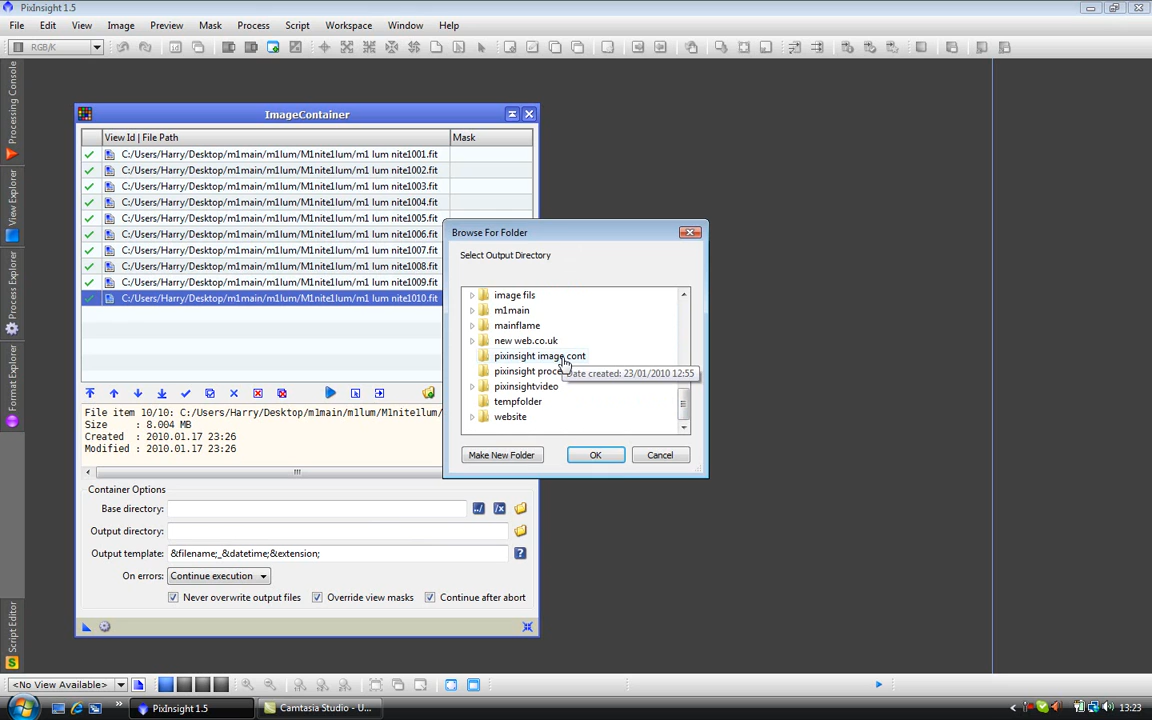 PixInsight 1.5
File Edit View Image Preview Mask Process Script Workspace Window Help
RGB/K
Processing Console
View Explorer
Process Explorer
Format Explorer
Script Editor
ImageContainer
View Id | File Path Mask
C:/Users/Harry/Desktop/m1main/m1lum/M1nite1lum/m1 lum nite1001.fit
C:/Users/Harry/Desktop/m1main/m1lum/M1nite1lum/m1 lum nite1002.fit
C:/Users/Harry/Desktop/m1main/m1lum/M1nite1lum/m1 lum nite1003.fit
C:/Users/Harry/Desktop/m1main/m1lum/M1nite1lum/m1 lum nite1004.fit
C:/Users/Harry/Desktop/m1main/m1lum/M1nite1lum/m1 lum nite1005.fit
C:/Users/Harry/Desktop/m1main/m1lum/M1nite1lum/m1 lum nite1006.fit
C:/Users/Harry/Desktop/m1main/m1lum/M1nite1lum/m1 lum nite1007.fit
C:/Users/Harry/Desktop/m1main/m1lum/M1nite1lum/m1 lum nite1008.fit
C:/Users/Harry/Desktop/m1main/m1lum/M1nite1lum/m1 lum nite1009.fit
C:/Users/Harry/Desktop/m1main/m1lum/M1nite1lum/m1 lum nite1010.fit
File item 10/10: C:/Users/Harry/Desktop/m1main/m1lum/M1nite1lum/
Size : 8.004 MB
Created : 2010.01.17 23:26
Modified : 2010.01.17 23:26
Container Options
Base directory:
Output directory:
Output template: &filename;_&datetime;&extension;
On errors: Continue execution
Never overwrite output files Override view masks Continue after abort
Browse For Folder
Select Output Directory
image fils
m1main
mainflame
new web.co.uk
pixinsight image cont
pixinsight proce
Date created: 23/01/2010 12:55
pixinsightvideo
tempfolder
website
Make New Folder OK Cancel
<No View Available>
PixInsight 1.5 Camtasia Studio - U... 13:23